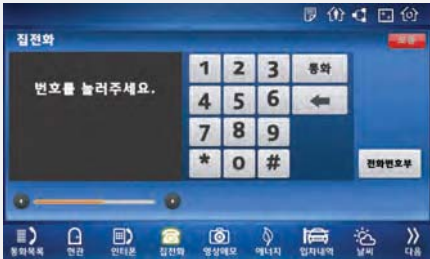 집전화
번호를 눌러주세요.
1 2 3 통화
4 5 6
7 8 9
* 0 #
전화번호부
통화목록 현관 인터폰 집전화 영상메모 에너지 입차내역 날씨 다음